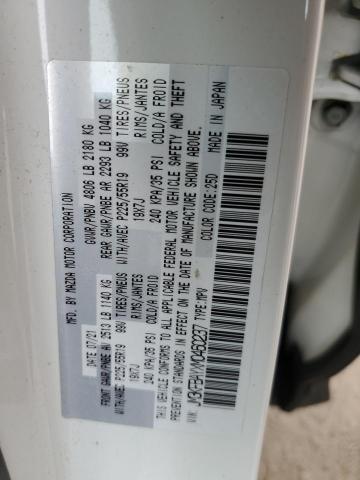 MFD. BY MAZDA MOTOR CORPORATION
DATE: 07/21 GVWR/PNBV 4806 LB 2180 KG
FRONT GAWR/PNBE AV 2513 LB 1140 KG REAR GAWR/PNBE AR 2293 LB 1040 KG
WITH/AVEC P225/55R19 99V TIRES/PNEUS WITH/AVEC P225/55R19 99V TIRES/PNEUS
19X7J RIMS/JANTES 19X7J RIMS/JANTES
240 KPA/35 PSI COLD/A FROID 240 KPA/35 PSI COLD/A FROID
THIS VEHICLE CONFORMS TO ALL APPLICABLE FEDERAL MOTOR VEHICLE SAFETY AND THEFT
PREVENTION STANDARDS IN EFFECT ON THE DATE OF MANUFACTURE SHOWN ABOVE.
VIN: TYPE: MPV COLOR CODE: 25D MADE IN JAPAN